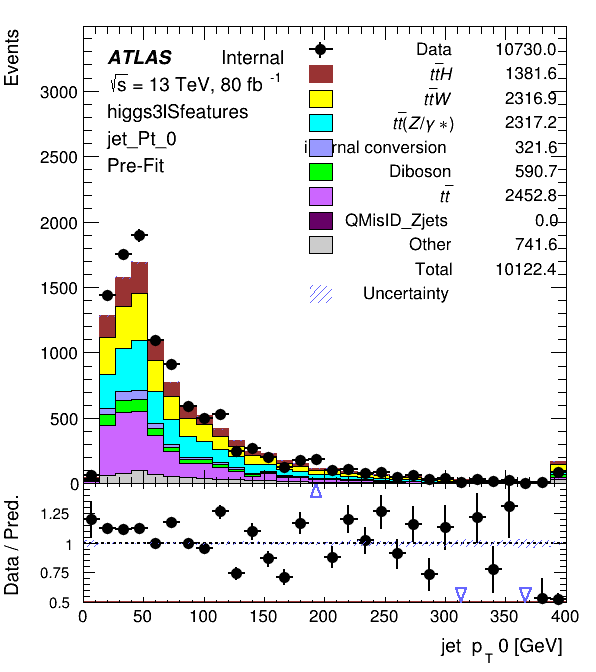 Events
ATLAS Internal
√s = 13 TeV, 80 fb -1
higgs3lSfeatures
jet_Pt_0
Pre-Fit
Data 10730.0
tt̄H 1381.6
tt̄W 2316.9
tt̄(Z/γ *) 2317.2
internal conversion 321.6
Diboson 590.7
tt̄ 2452.8
QMisID_Zjets 0.0
Other 741.6
Total 10122.4
Uncertainty
3000
2500
2000
1500
1000
500
0
Data / Pred.
1.25
1
0.75
0.5
0 50 100 150 200 250 300 350 400
jet p_T 0 [GeV]